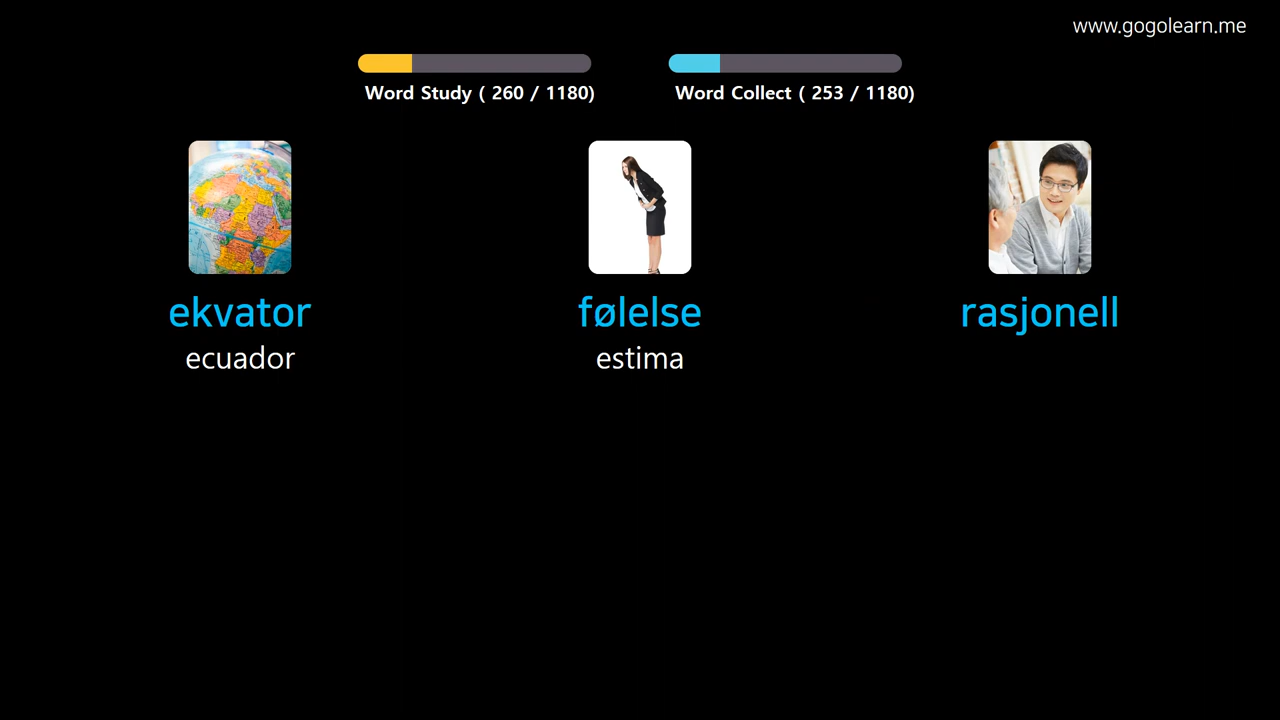 www.gogolearn.me
Word Study ( 260 / 1180)
Word Collect ( 253 / 1180)
ekvator
ecuador
følelse
estima
rasjonell